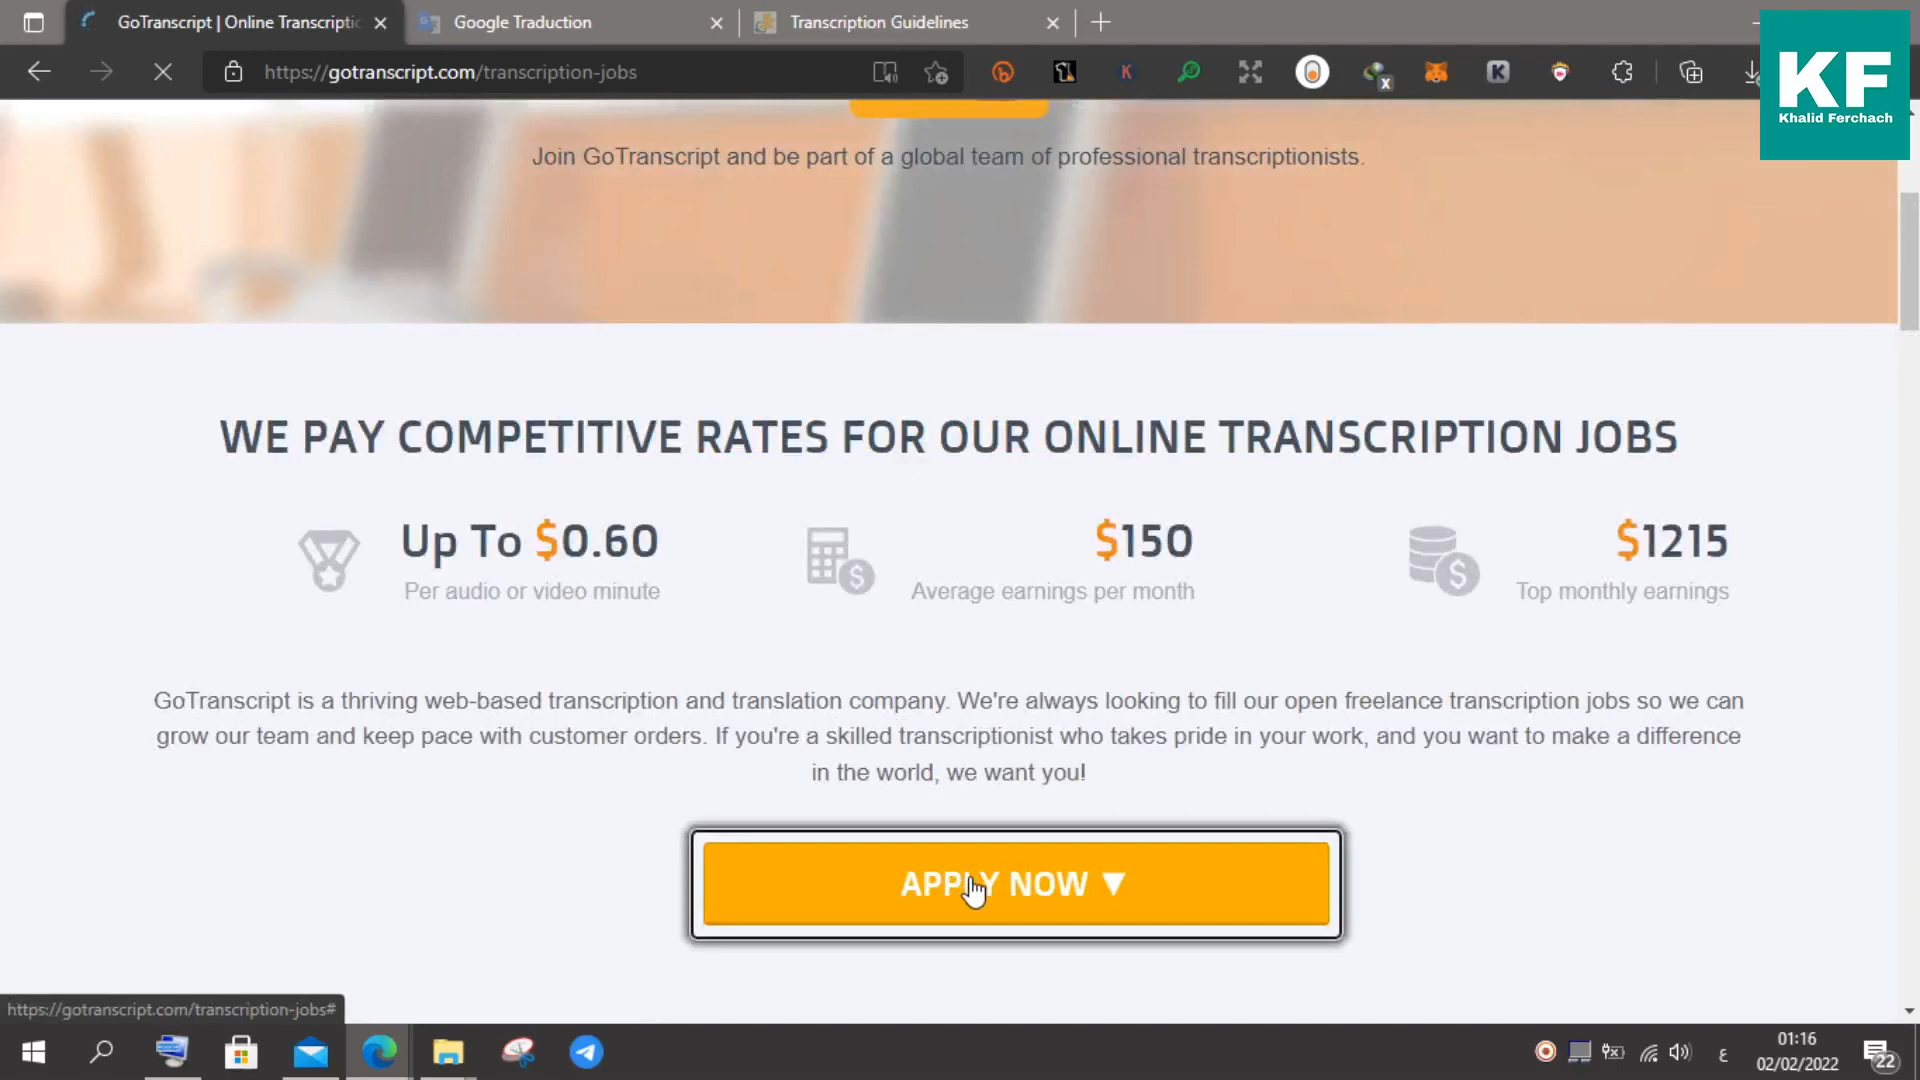 GoTranscript | Online Transcriptic
Google Traduction
Transcription Guidelines
https://gotranscript.com/transcription-jobs
KF
Khalid Ferchach
Join GoTranscript and be part of a global team of professional transcriptionists.
WE PAY COMPETITIVE RATES FOR OUR ONLINE TRANSCRIPTION JOBS
Up To $0.60
Per audio or video minute
$150
Average earnings per month
$1215
Top monthly earnings
GoTranscript is a thriving web-based transcription and translation company. We're always looking to fill our open freelance transcription jobs so we can
grow our team and keep pace with customer orders. If you're a skilled transcriptionist who takes pride in your work, and you want to make a difference
in the world, we want you!
APPLY NOW ▼
https://gotranscript.com/transcription-jobs#
ع
01:16
02/02/2022
22